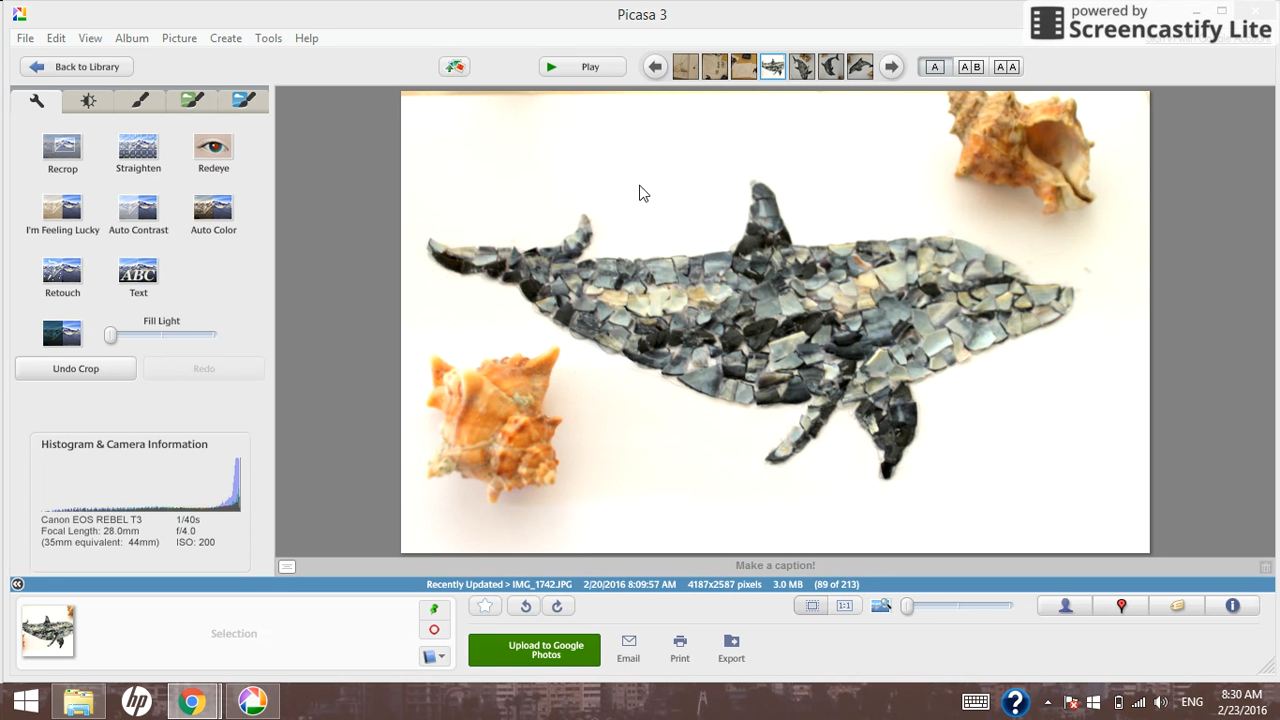 Picasa 3
powered by
Screencastify Lite
File Edit View Album Picture Create Tools Help
Back to Library
Play
A
A B
A A
Recrop
Straighten
Redeye
I'm Feeling Lucky
Auto Contrast
Auto Color
Retouch
ABC
Text
Fill Light
Undo Crop
Redo
Histogram & Camera Information
Canon EOS REBEL T3 1/40s
Focal Length: 28.0mm f/4.0
(35mm equivalent: 44mm) ISO: 200
Make a caption!
Recently Updated > IMG_1742.JPG 2/20/2016 8:09:57 AM 4187x2587 pixels 3.0 MB (89 of 213)
Selection
1:1
Upload to Google
Photos
Email
Print
Export
hp
ENG
8:30 AM
2/23/2016